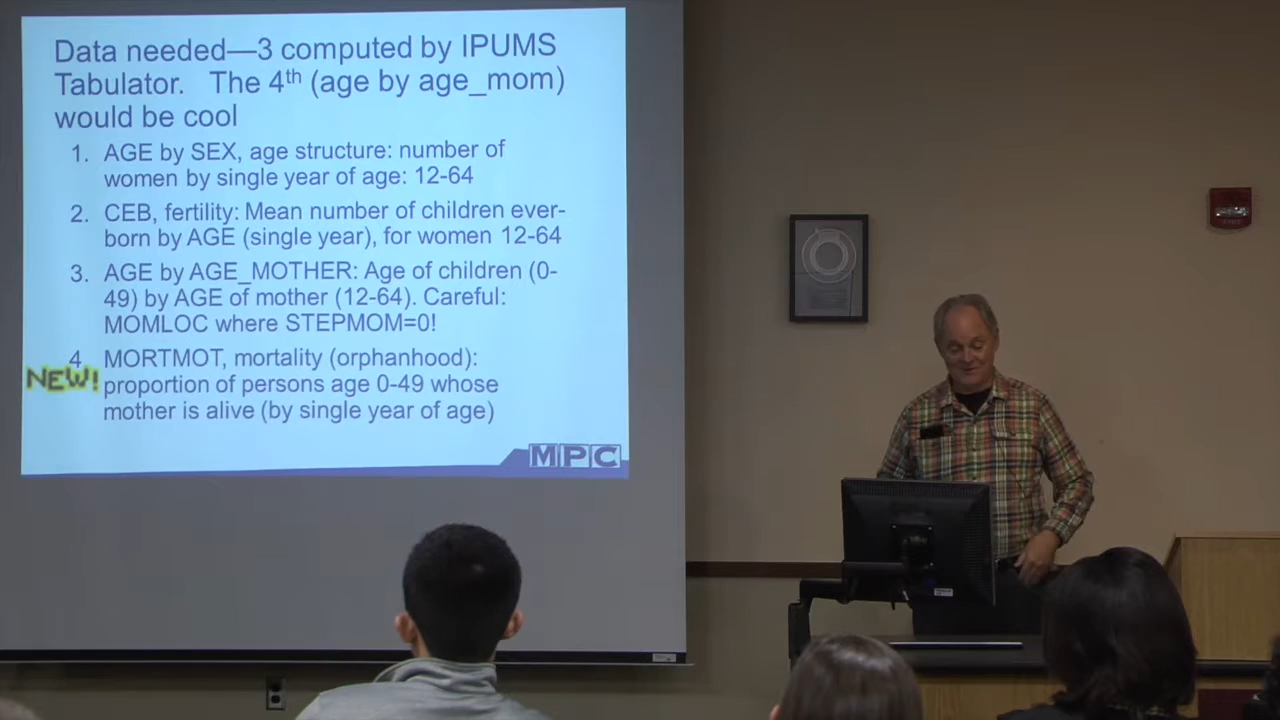 Data needed—3 computed by IPUMS
Tabulator. The 4th (age by age_mom)
would be cool
1. AGE by SEX, age structure: number of
women by single year of age: 12-64
2. CEB, fertility: Mean number of children ever-
born by AGE (single year), for women 12-64
3. AGE by AGE_MOTHER: Age of children (0-
49) by AGE of mother (12-64). Careful:
MOMLOC where STEPMOM=0!
4 MORTMOT, mortality (orphanhood):
NEW! proportion of persons age 0-49 whose
mother is alive (by single year of age)
MPC